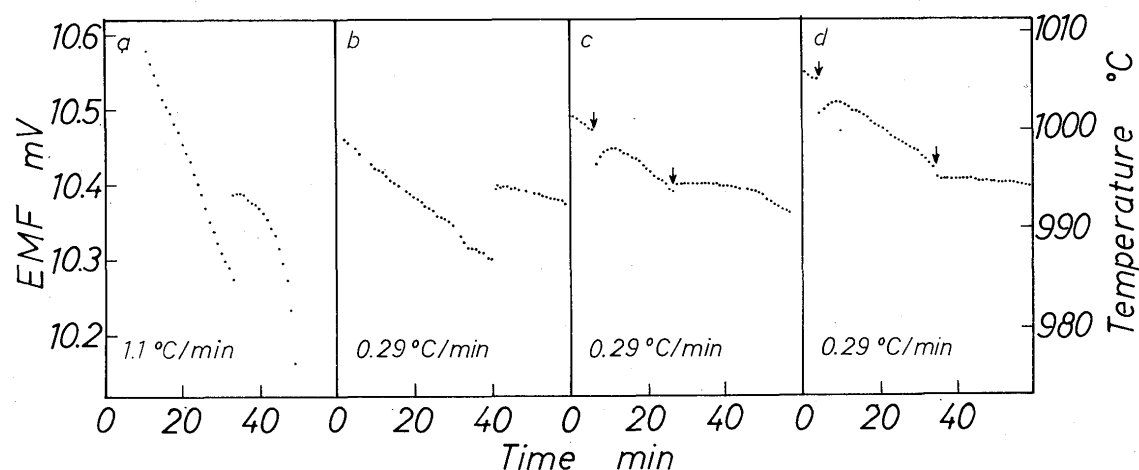 a
b
c
d
10.6
10.5
10.4
10.3
10.2
EMF mV
1010
1000
990
980
Temperature °C
1.1 °C/min
0.29 °C/min
0.29 °C/min
0.29 °C/min
0 20 40 0 20 40 0 20 40 0 20 40
Time min